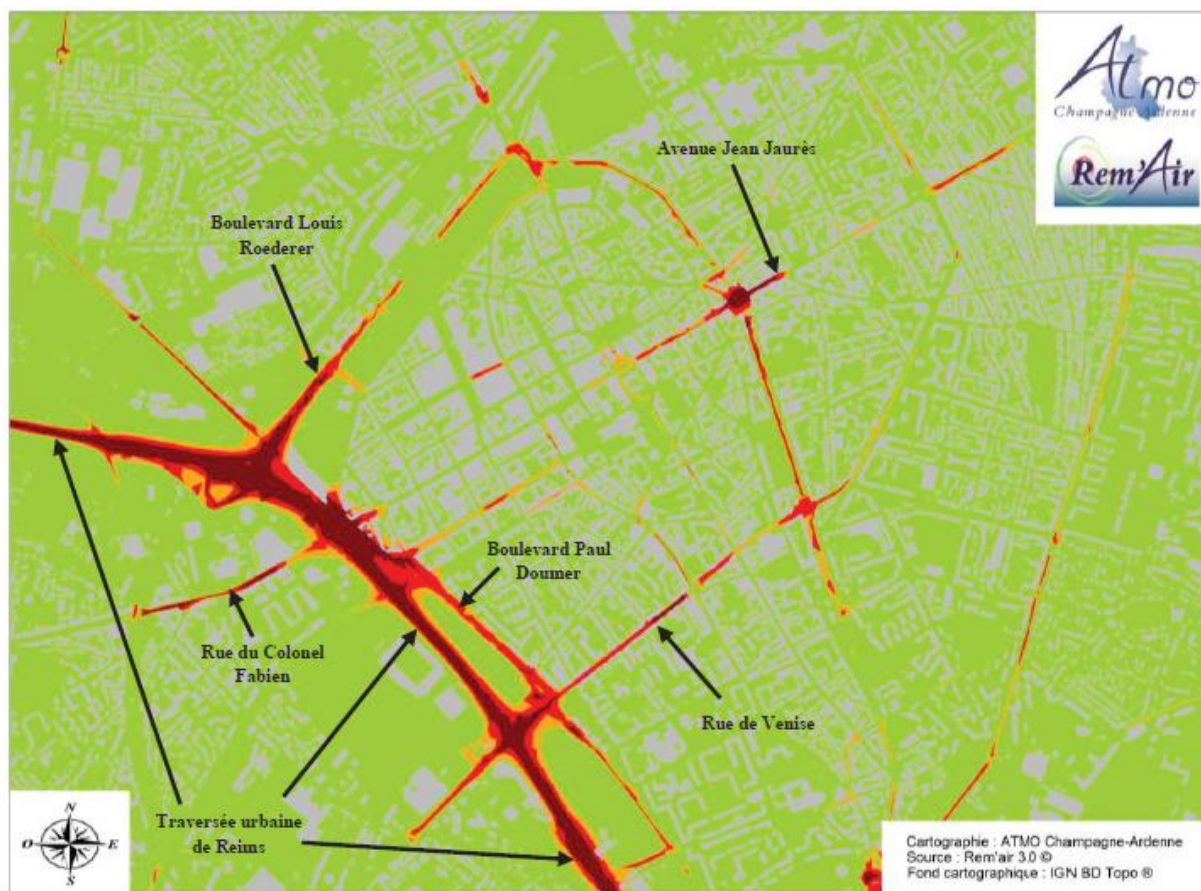 Atmo
Champagne-Ardenne
Rem'Air
Avenue Jean Jaurès
Boulevard Louis
Roederer
Boulevard Paul
Doumer
Rue du Colonel
Fabien
Rue de Venise
Traversée urbaine
de Reims
N
O
E
S
Cartographie : ATMO Champagne-Ardenne
Source : Rem'air 3.0 ©
Fond cartographique : IGN BD Topo ®